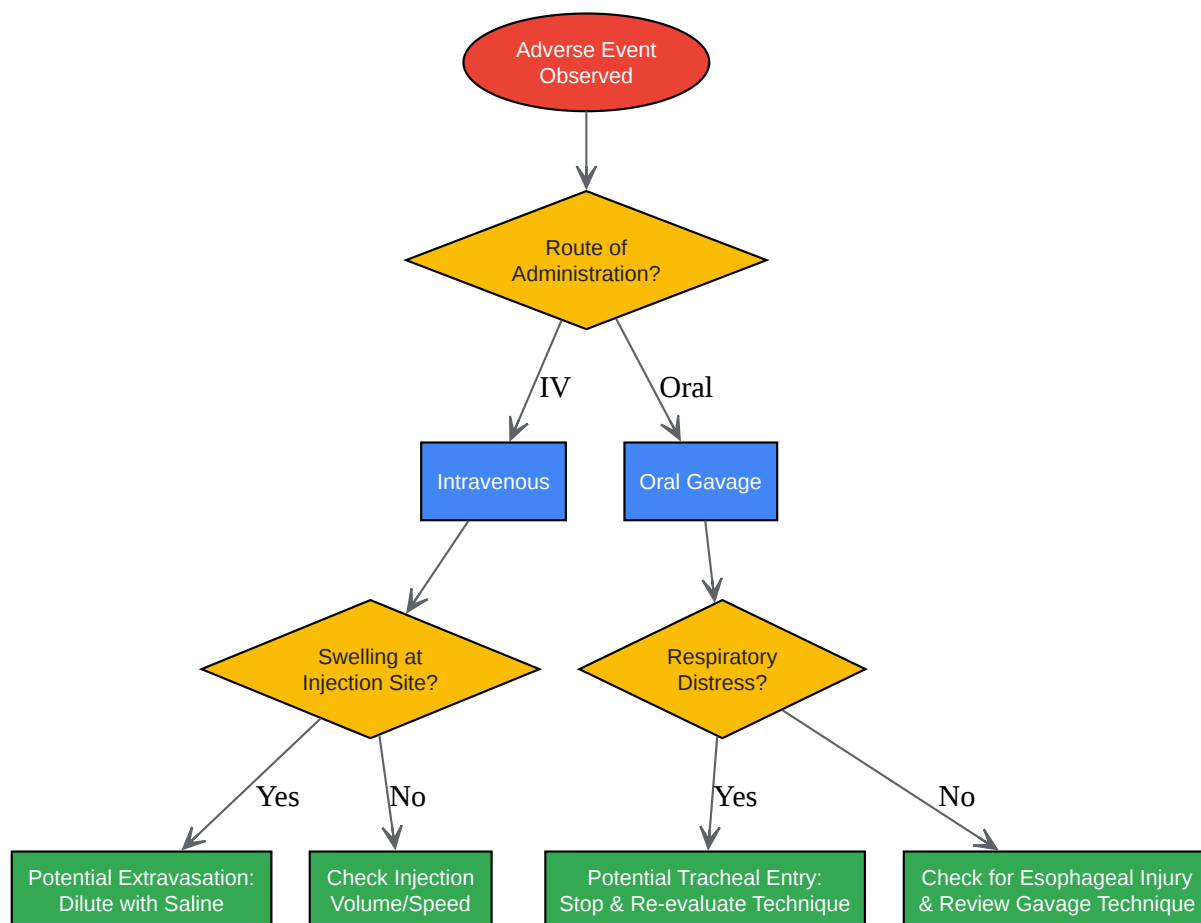 Adverse Event
Observed
Route of
Administration?
IV
Oral
Intravenous
Oral Gavage
Swelling at
Injection Site?
Respiratory
Distress?
Yes
No
Yes
No
Potential Extravasation:
Dilute with Saline
Check Injection
Volume/Speed
Potential Tracheal Entry:
Stop & Re-evaluate Technique
Check for Esophageal Injury
& Review Gavage Technique